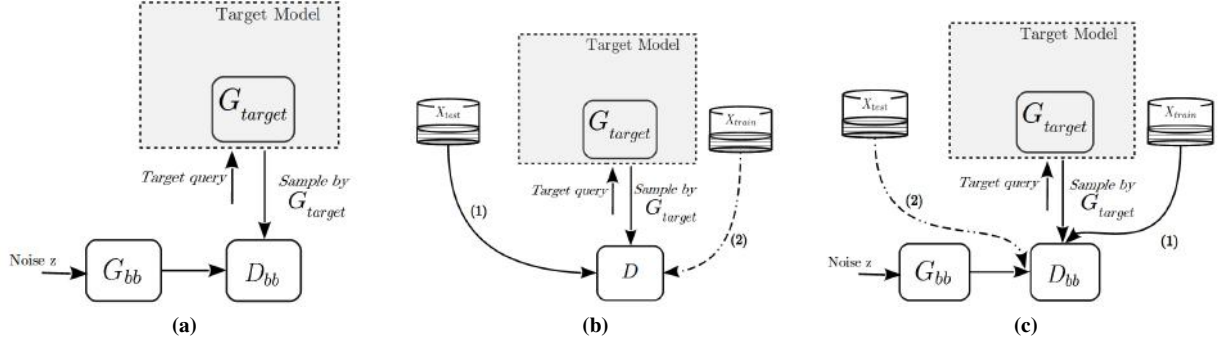 Target Model
G_target
Target query
Sample by
G_target
Noise z
G_bb
D_bb
(a)
Target Model
X_test
G_target
X_train
Target query
Sample by
G_target
(1)
(2)
D
(b)
Target Model
X_test
G_target
X_train
Target query
Sample by
G_target
(2)
(1)
Noise z
G_bb
D_bb
(c)